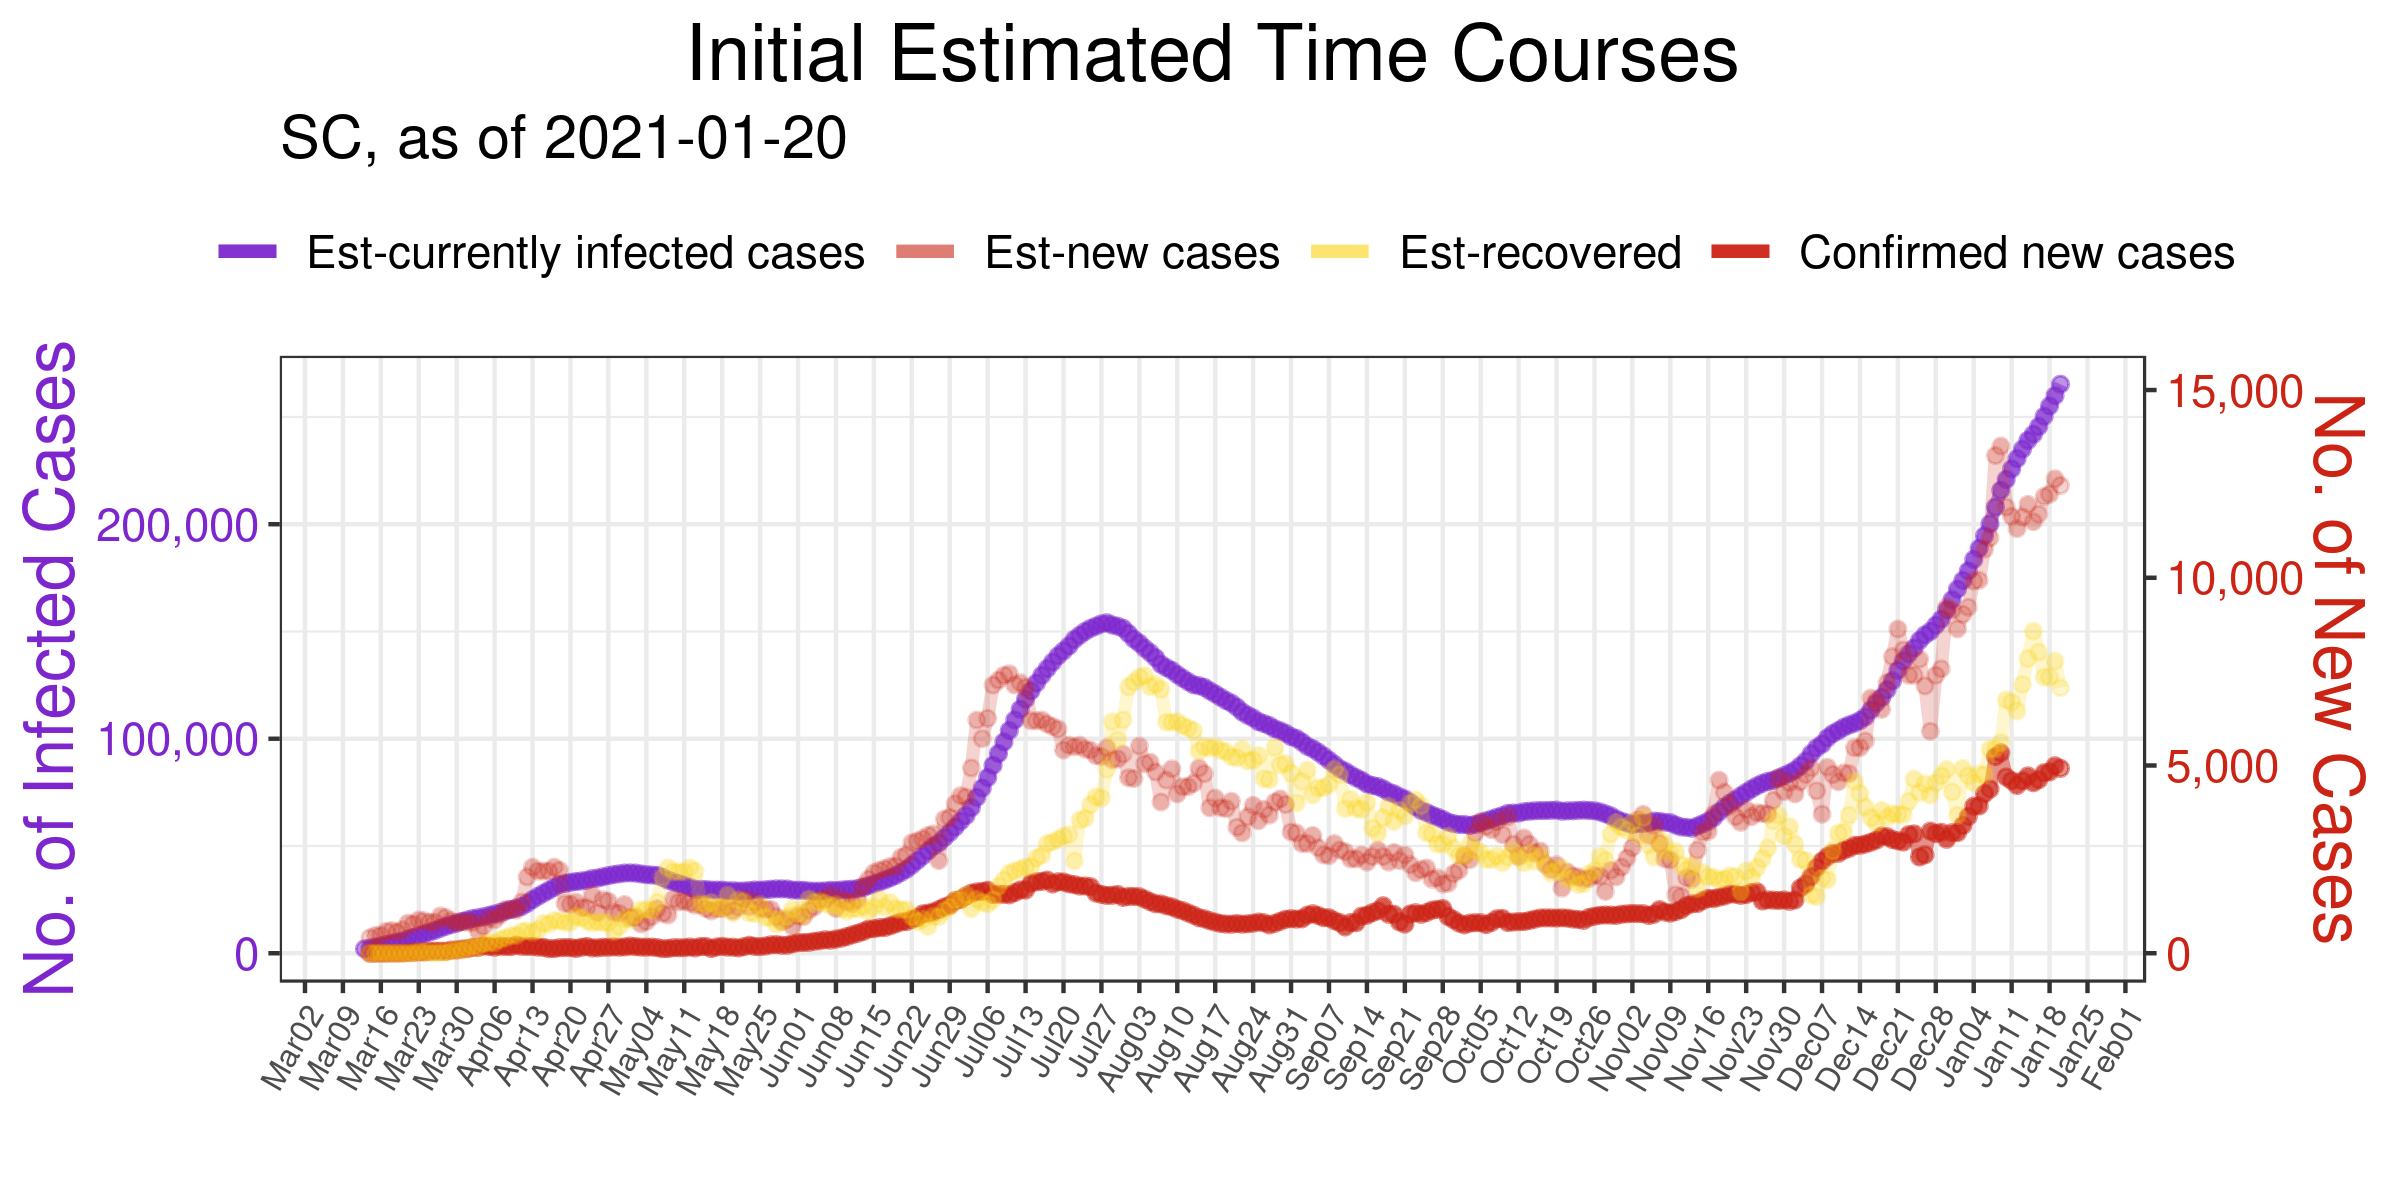 Initial Estimated Time Courses
SC, as of 2021-01-20
Est-currently infected cases Est-new cases Est-recovered Confirmed new cases
No. of Infected Cases
200,000
100,000
0
15,000
10,000
5,000
0
No. of New Cases
Mar02 Mar09 Mar16 Mar23 Mar30 Apr06 Apr13 Apr20 Apr27 May04 May11 May18 May25 Jun01 Jun08 Jun15 Jun22 Jun29 Jul06 Jul13 Jul20 Jul27 Aug03 Aug10 Aug17 Aug24 Aug31 Sep07 Sep14 Sep21 Sep28 Oct05 Oct12 Oct19 Oct26 Nov02 Nov09 Nov16 Nov23 Nov30 Dec07 Dec14 Dec21 Dec28 Jan04 Jan11 Jan18 Jan25 Feb01